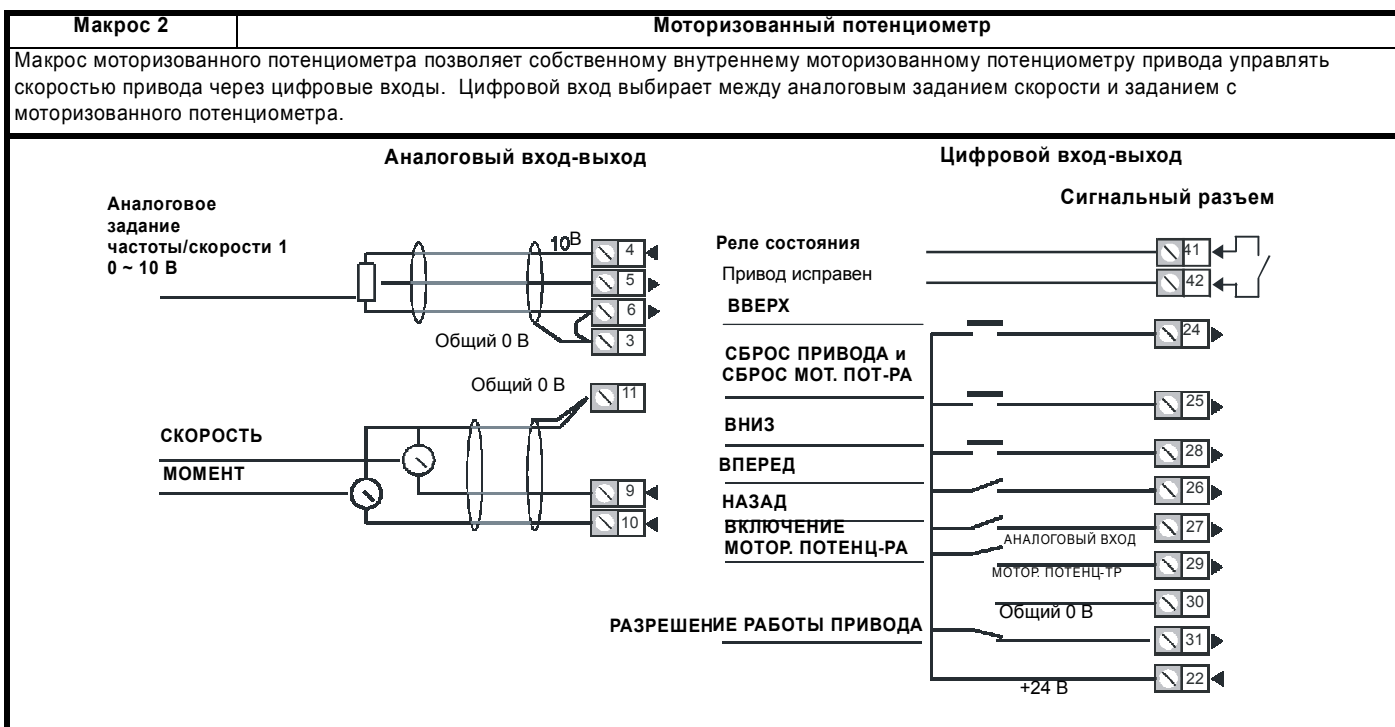 Макрос 2
Моторизованный потенциометр
Макрос моторизованного потенциометра позволяет собственному внутреннему моторизованному потенциометру привода управлять
скоростью привода через цифровые входы. Цифровой вход выбирает между аналоговым заданием скорости и заданием с
моторизованного потенциометра.
Аналоговый вход-выход
Аналоговое
задание
частоты/скорости 1
0 ~ 10 В
10В
4
5
6
3
Общий 0 В
Общий 0 В
11
СКОРОСТЬ
МОМЕНТ
9
10
Цифровой вход-выход
Сигнальный разъем
Реле состояния
41
Привод исправен
42
ВВЕРХ
24
СБРОС ПРИВОДА и
СБРОС МОТ. ПОТ-РА
25
ВНИЗ
28
ВПЕРЕД
26
НАЗАД
27
ВКЛЮЧЕНИЕ
МОТОР. ПОТЕНЦ-РА
АНАЛОГОВЫЙ ВХОД
29
МОТОР. ПОТЕНЦ-ТР
30
Общий 0 В
РАЗРЕШЕНИЕ РАБОТЫ ПРИВОДА
31
22
+24 В